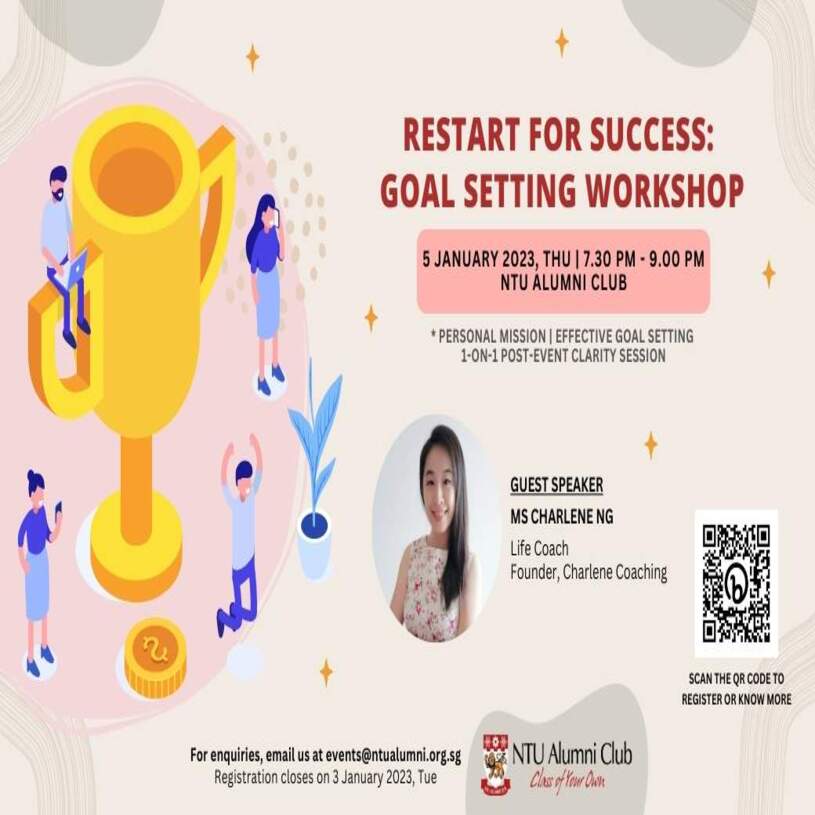 RESTART FOR SUCCESS:
GOAL SETTING WORKSHOP
5 JANUARY 2023, THU | 7.30 PM - 9.00 PM
NTU ALUMNI CLUB
* PERSONAL MISSION | EFFECTIVE GOAL SETTING
1-ON-1 POST-EVENT CLARITY SESSION
GUEST SPEAKER
MS CHARLENE NG
Life Coach
Founder, Charlene Coaching
SCAN THE QR CODE TO
REGISTER OR KNOW MORE
For enquiries, email us at events@ntualumni.org.sg
Registration closes on 3 January 2023, Tue
NTU Alumni Club
Class of Your Own